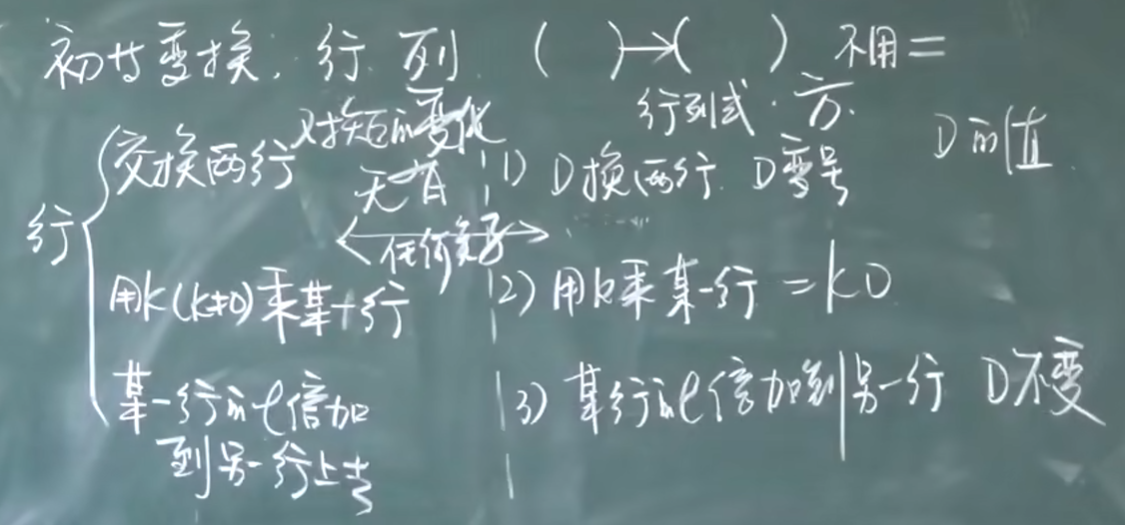 初等变换: 行 列 ( )→( ) 不用=
对矩的变换 行列式·方.
交换两行 无有 1) D换两行 D变号 D的值
行 任何关系
用k(k≠0)乘某一行 2) 用k乘某一行 =kD
某一行的l倍加 3) 某行的l倍加到另一行 D不变
到另一行上去